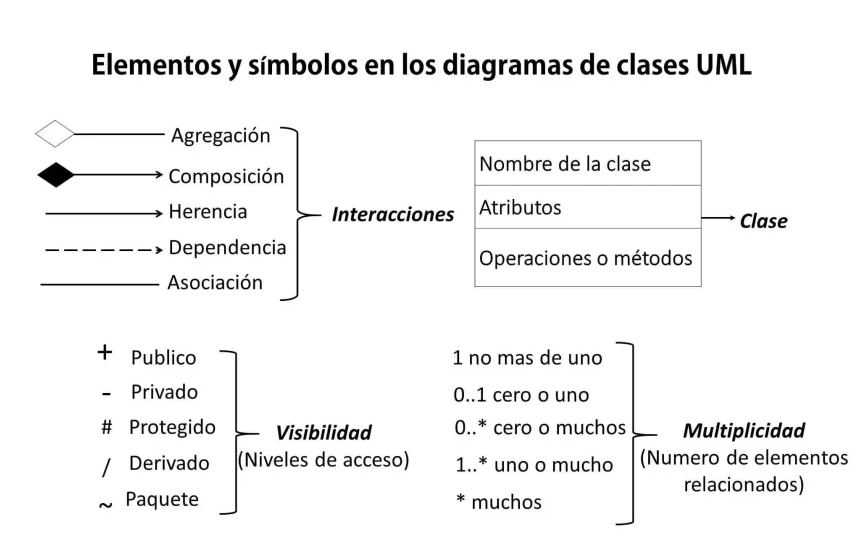 Elementos y símbolos en los diagramas de clases UML
Agregación
Composición
Herencia
Dependencia
Asociación
Interacciones
Nombre de la clase
Atributos
Operaciones o métodos
Clase
+ Publico
- Privado
# Protegido
/ Derivado
~ Paquete
Visibilidad
(Niveles de acceso)
1 no mas de uno
0..1 cero o uno
0..* cero o muchos
1..* uno o mucho
* muchos
Multiplicidad
(Numero de elementos
relacionados)